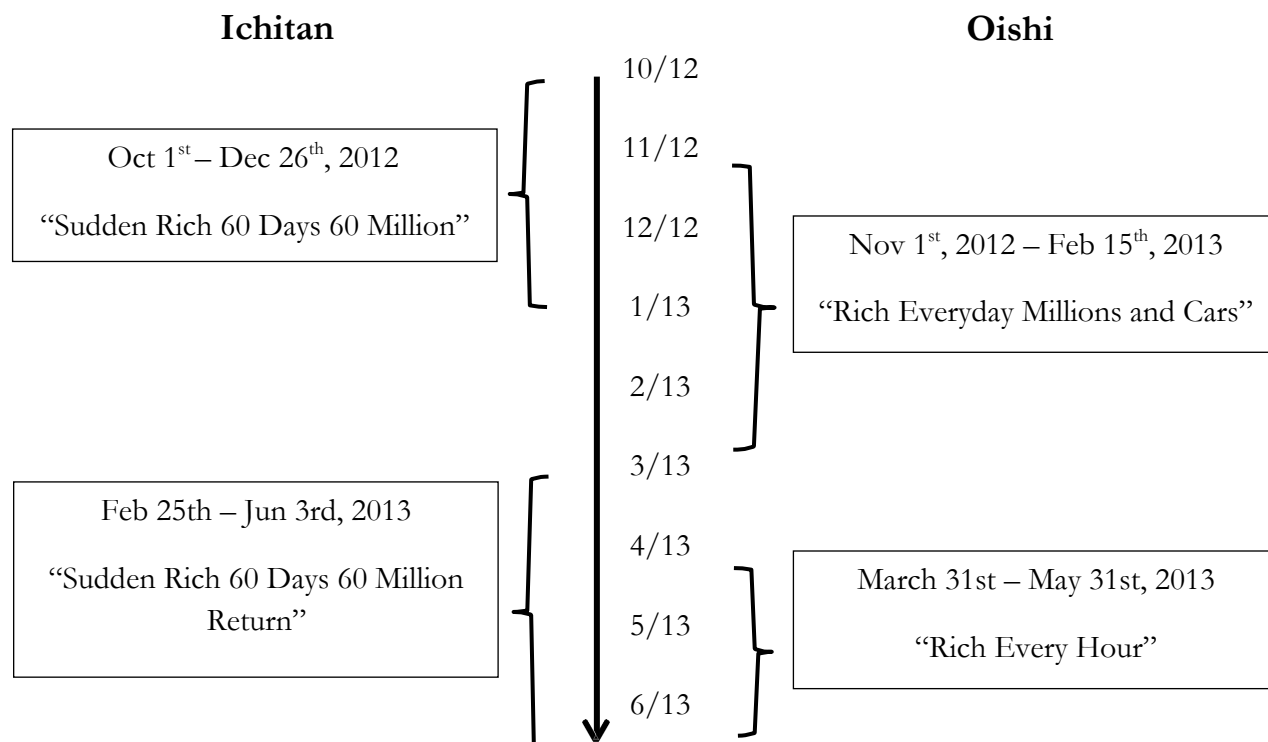 Ichitan
Oishi
10/12
11/12
12/12
1/13
2/13
3/13
4/13
5/13
6/13
Oct 1st – Dec 26th, 2012
“Sudden Rich 60 Days 60 Million”
Nov 1st, 2012 – Feb 15th, 2013
“Rich Everyday Millions and Cars”
Feb 25th – Jun 3rd, 2013
“Sudden Rich 60 Days 60 Million
Return”
March 31st – May 31st, 2013
“Rich Every Hour”